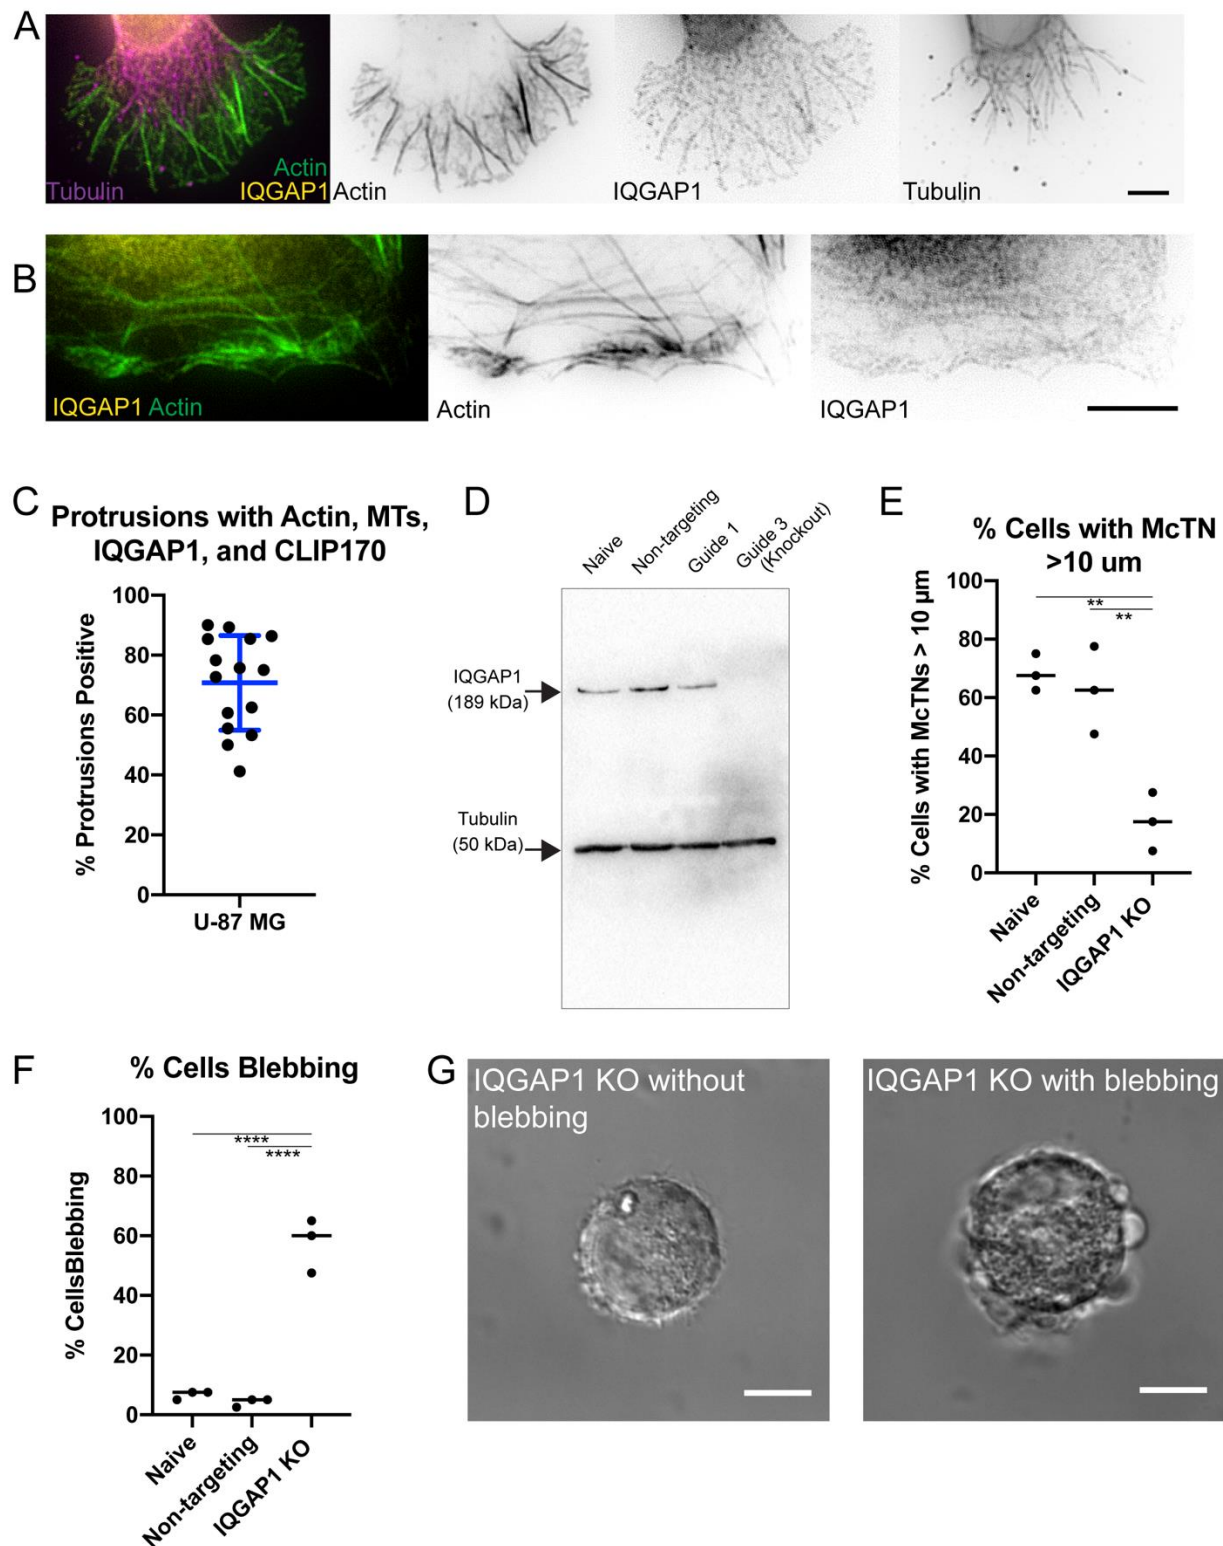 A
Tubulin
Actin
IQGAP1
Actin
IQGAP1
Tubulin
B
IQGAP1 Actin
Actin
IQGAP1
C
Protrusions with Actin, MTs,
IQGAP1, and CLIP170
% Protrusions Positive
100
80
60
40
20
0
U-87 MG
D
Naive
Non-targeting
Guide 1
Guide 3
(Knockout)
IQGAP1
(189 kDa)
Tubulin
(50 kDa)
E
% Cells with McTN
>10 um
% Cells with McTNs > 10 µm
100
80
60
40
20
0
**
**
Naive
Non-targeting
IQGAP1 KO
F
% Cells Blebbing
% CellsBlebbing
100
80
60
40
20
0
****
****
Naive
Non-targeting
IQGAP1 KO
G
IQGAP1 KO without
blebbing
IQGAP1 KO with blebbing